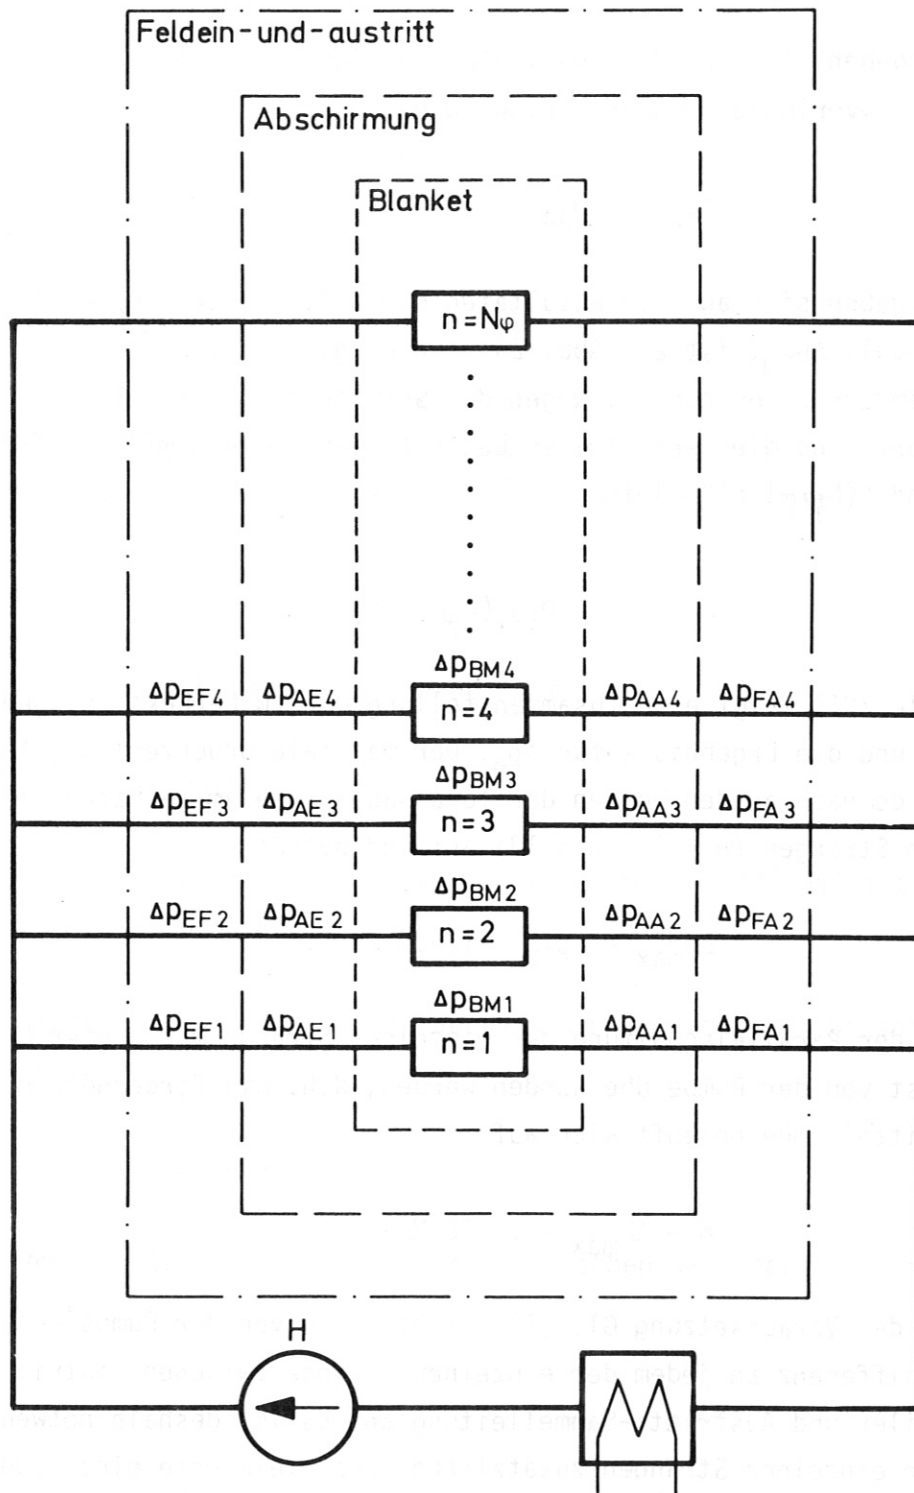 Feldein-und-austritt
Abschirmung
Blanket
n=Nφ
ΔpBM4
ΔpEF4 ΔpAE4 n=4 ΔpAA4 ΔpFA4
ΔpBM3
ΔpEF3 ΔpAE3 n=3 ΔpAA3 ΔpFA3
ΔpBM2
ΔpEF2 ΔpAE2 n=2 ΔpAA2 ΔpFA2
ΔpBM1
ΔpEF1 ΔpAE1 n=1 ΔpAA1 ΔpFA1
H